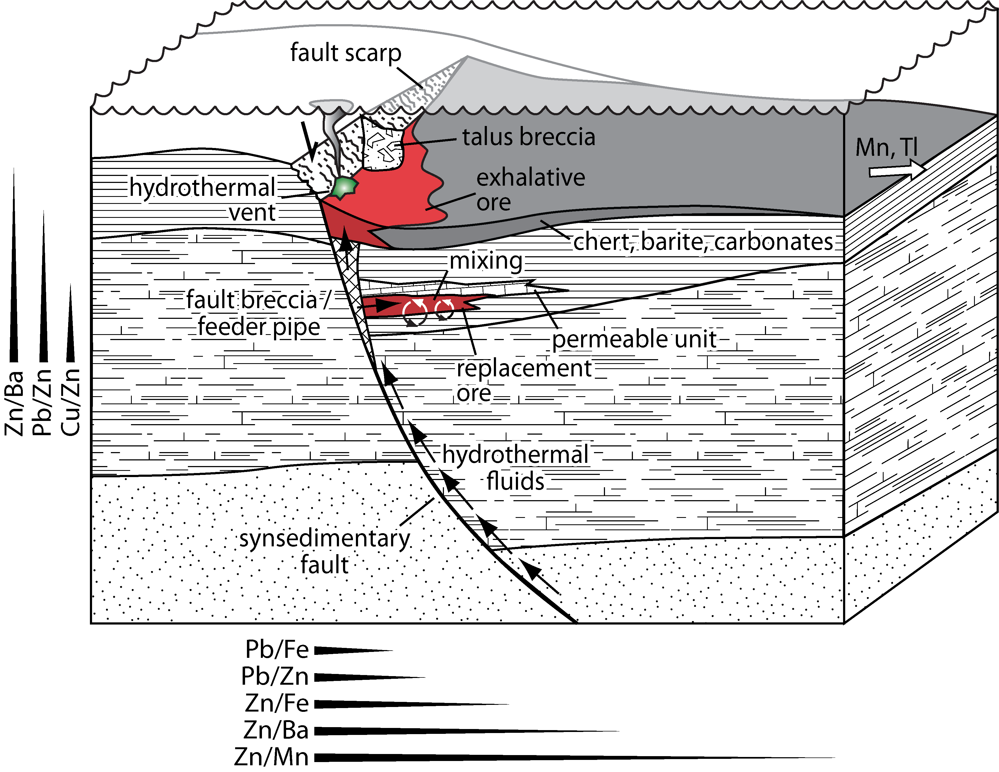 fault scarp
talus breccia
Mn, Tl
exhalative
ore
hydrothermal
vent
chert, barite, carbonates
mixing
fault breccia /
feeder pipe
permeable unit
replacement
ore
Zn/Ba
Pb/Zn
Cu/Zn
hydrothermal
fluids
synsedimentary
fault
Pb/Fe
Pb/Zn
Zn/Fe
Zn/Ba
Zn/Mn